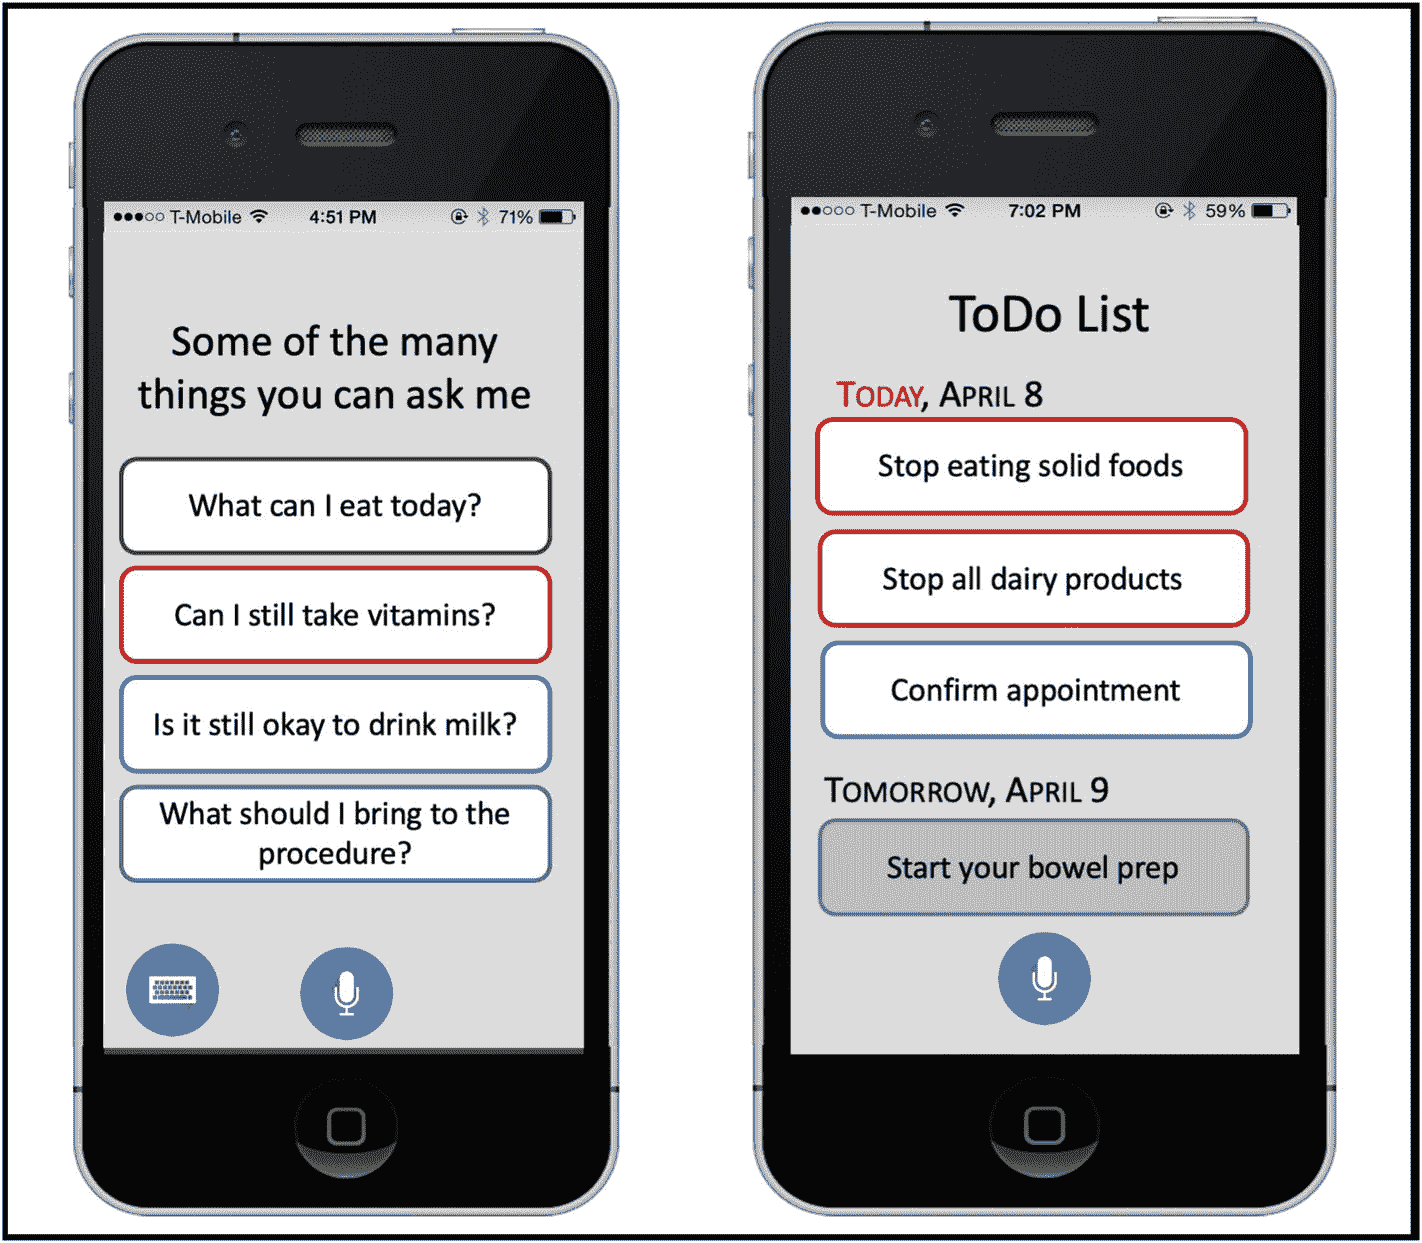 T-Mobile 4:51 PM 71%
Some of the many
things you can ask me
What can I eat today?
Can I still take vitamins?
Is it still okay to drink milk?
What should I bring to the
procedure?
T-Mobile 7:02 PM 59%
ToDo List
TODAY, APRIL 8
Stop eating solid foods
Stop all dairy products
Confirm appointment
TOMORROW, APRIL 9
Start your bowel prep